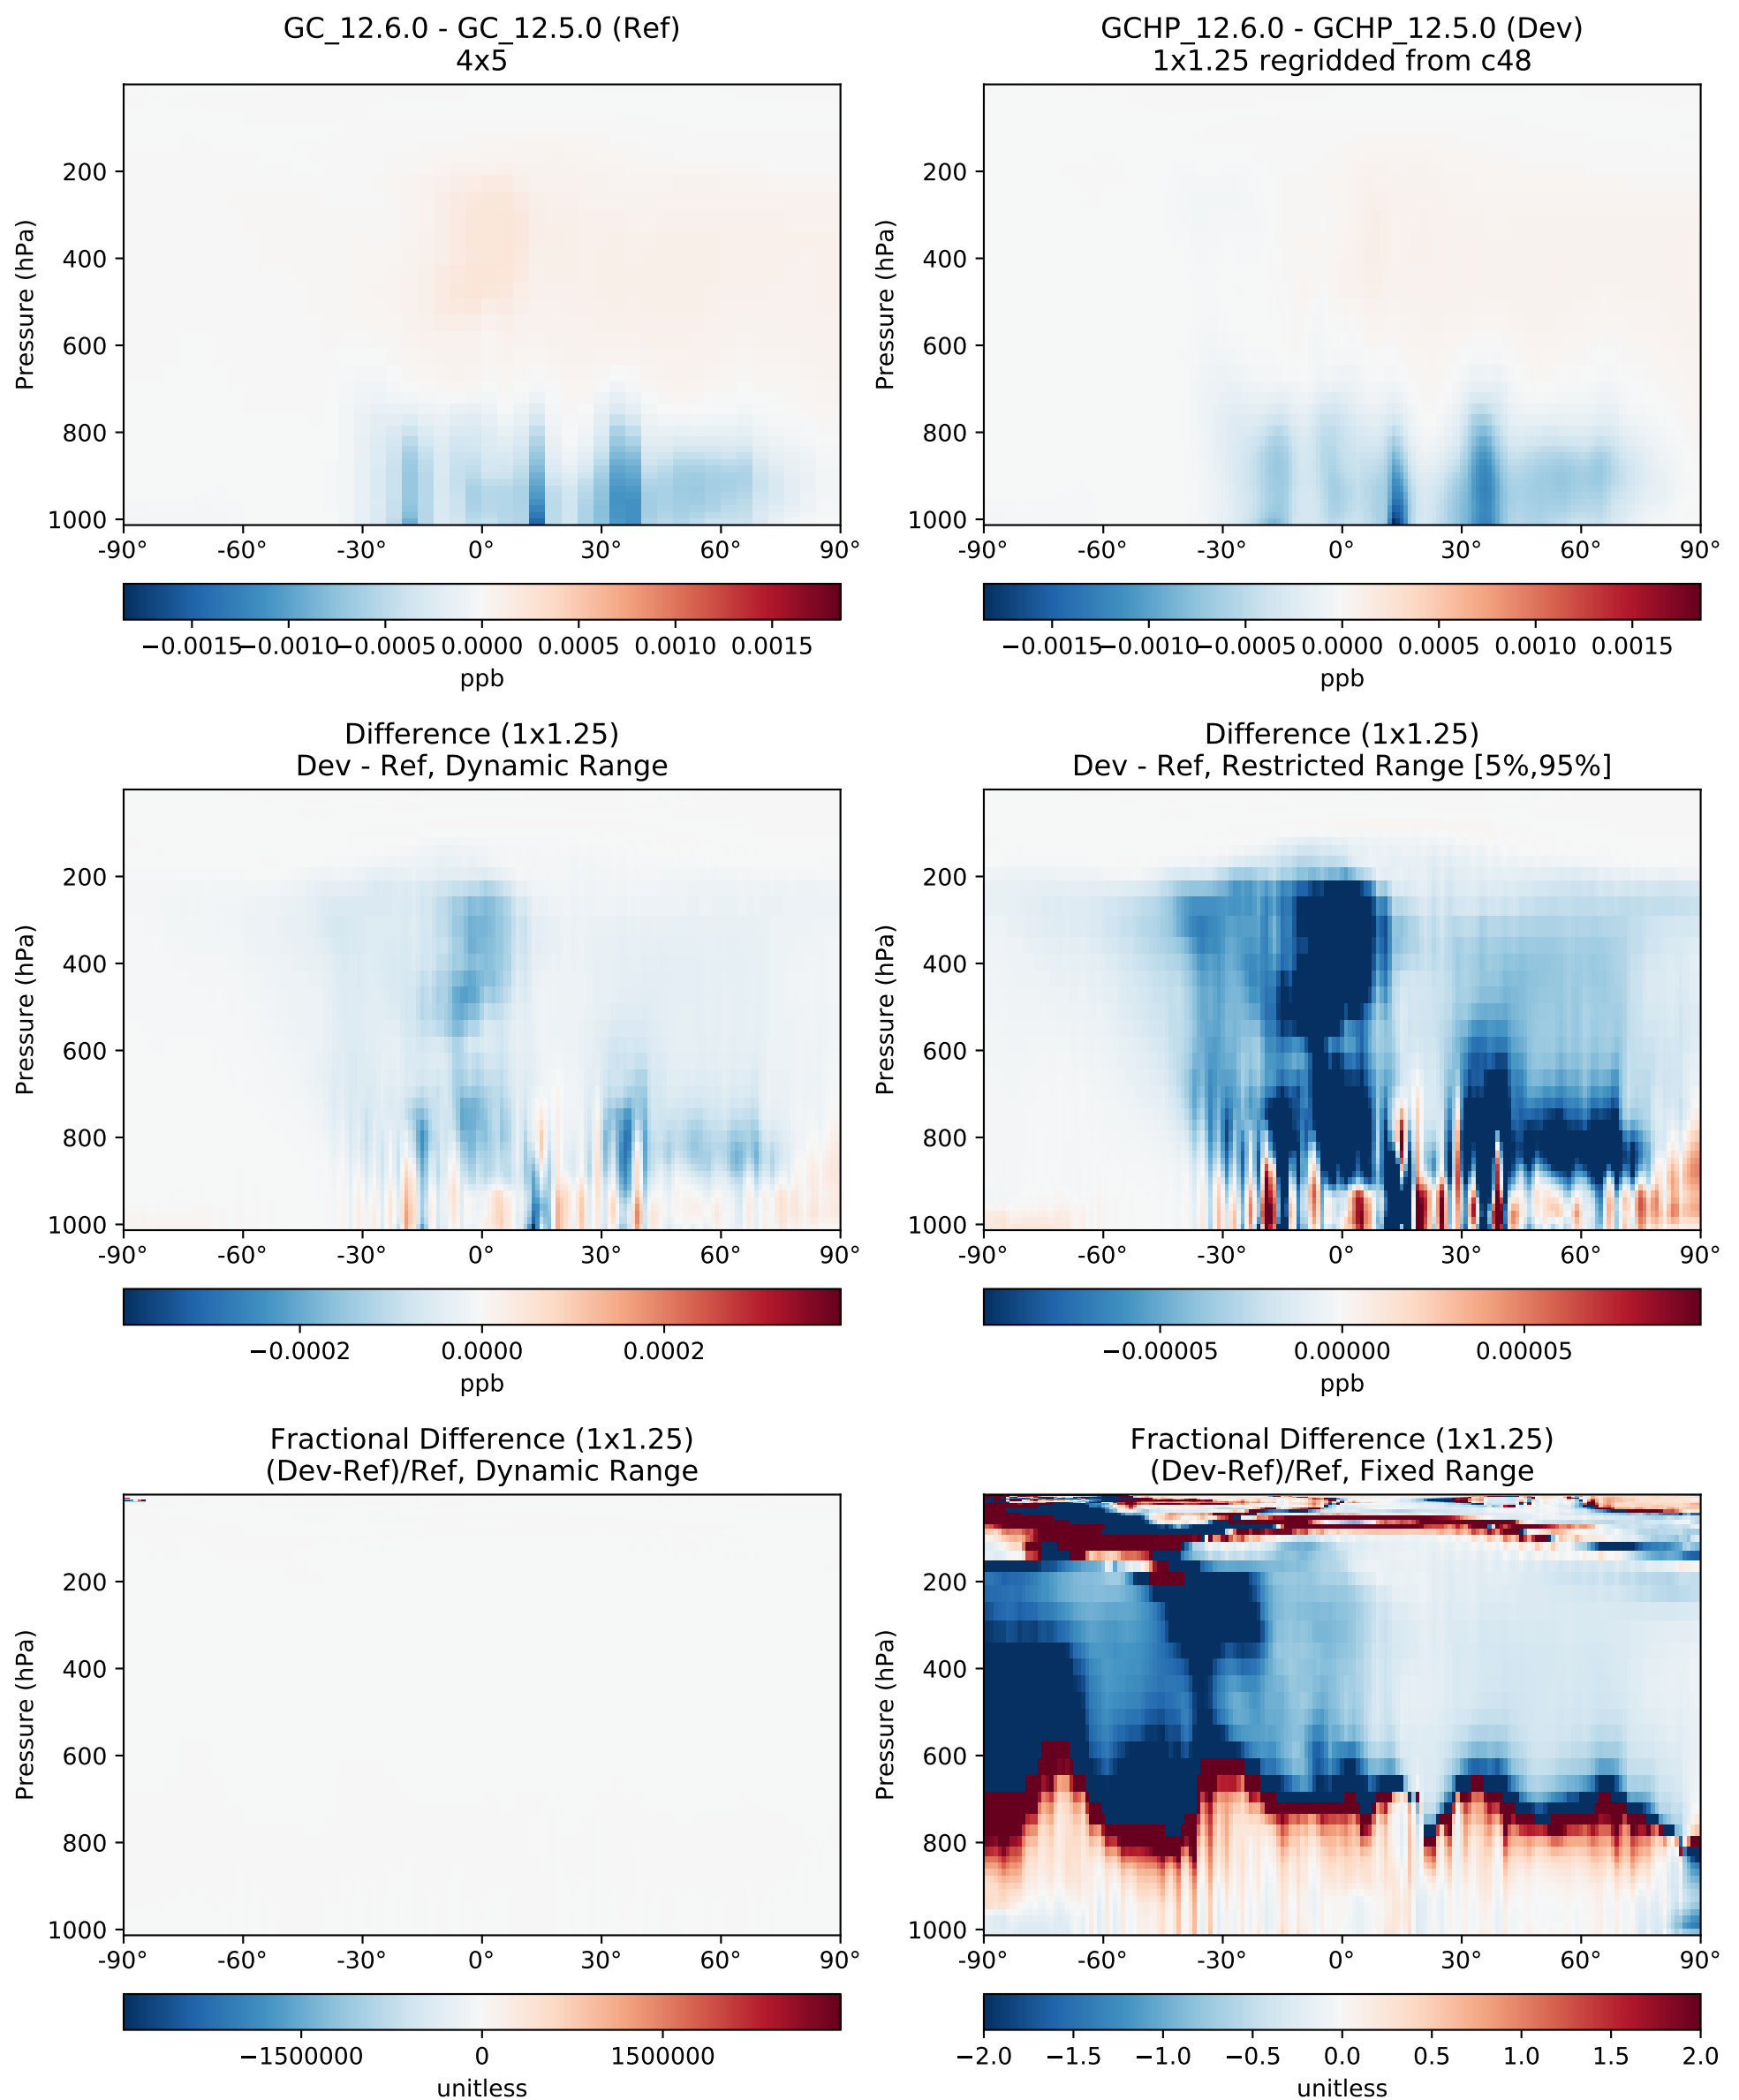 GC_12.6.0 - GC_12.5.0 (Ref)
4x5
Pressure (hPa)
200
400
600
800
1000
-90° -60° -30° 0° 30° 60° 90°
−0.0015 −0.0010 −0.0005 0.0000 0.0005 0.0010 0.0015
ppb
GCHP_12.6.0 - GCHP_12.5.0 (Dev)
1x1.25 regridded from c48
Pressure (hPa)
200
400
600
800
1000
-90° -60° -30° 0° 30° 60° 90°
−0.0015 −0.0010 −0.0005 0.0000 0.0005 0.0010 0.0015
ppb
Difference (1x1.25)
Dev - Ref, Dynamic Range
Pressure (hPa)
200
400
600
800
1000
-90° -60° -30° 0° 30° 60° 90°
−0.0002 0.0000 0.0002
ppb
Difference (1x1.25)
Dev - Ref, Restricted Range [5%,95%]
Pressure (hPa)
200
400
600
800
1000
-90° -60° -30° 0° 30° 60° 90°
−0.00005 0.00000 0.00005
ppb
Fractional Difference (1x1.25)
(Dev-Ref)/Ref, Dynamic Range
Pressure (hPa)
200
400
600
800
1000
-90° -60° -30° 0° 30° 60° 90°
−1500000 0 1500000
unitless
Fractional Difference (1x1.25)
(Dev-Ref)/Ref, Fixed Range
Pressure (hPa)
200
400
600
800
1000
-90° -60° -30° 0° 30° 60° 90°
−2.0 −1.5 −1.0 −0.5 0.0 0.5 1.0 1.5 2.0
unitless